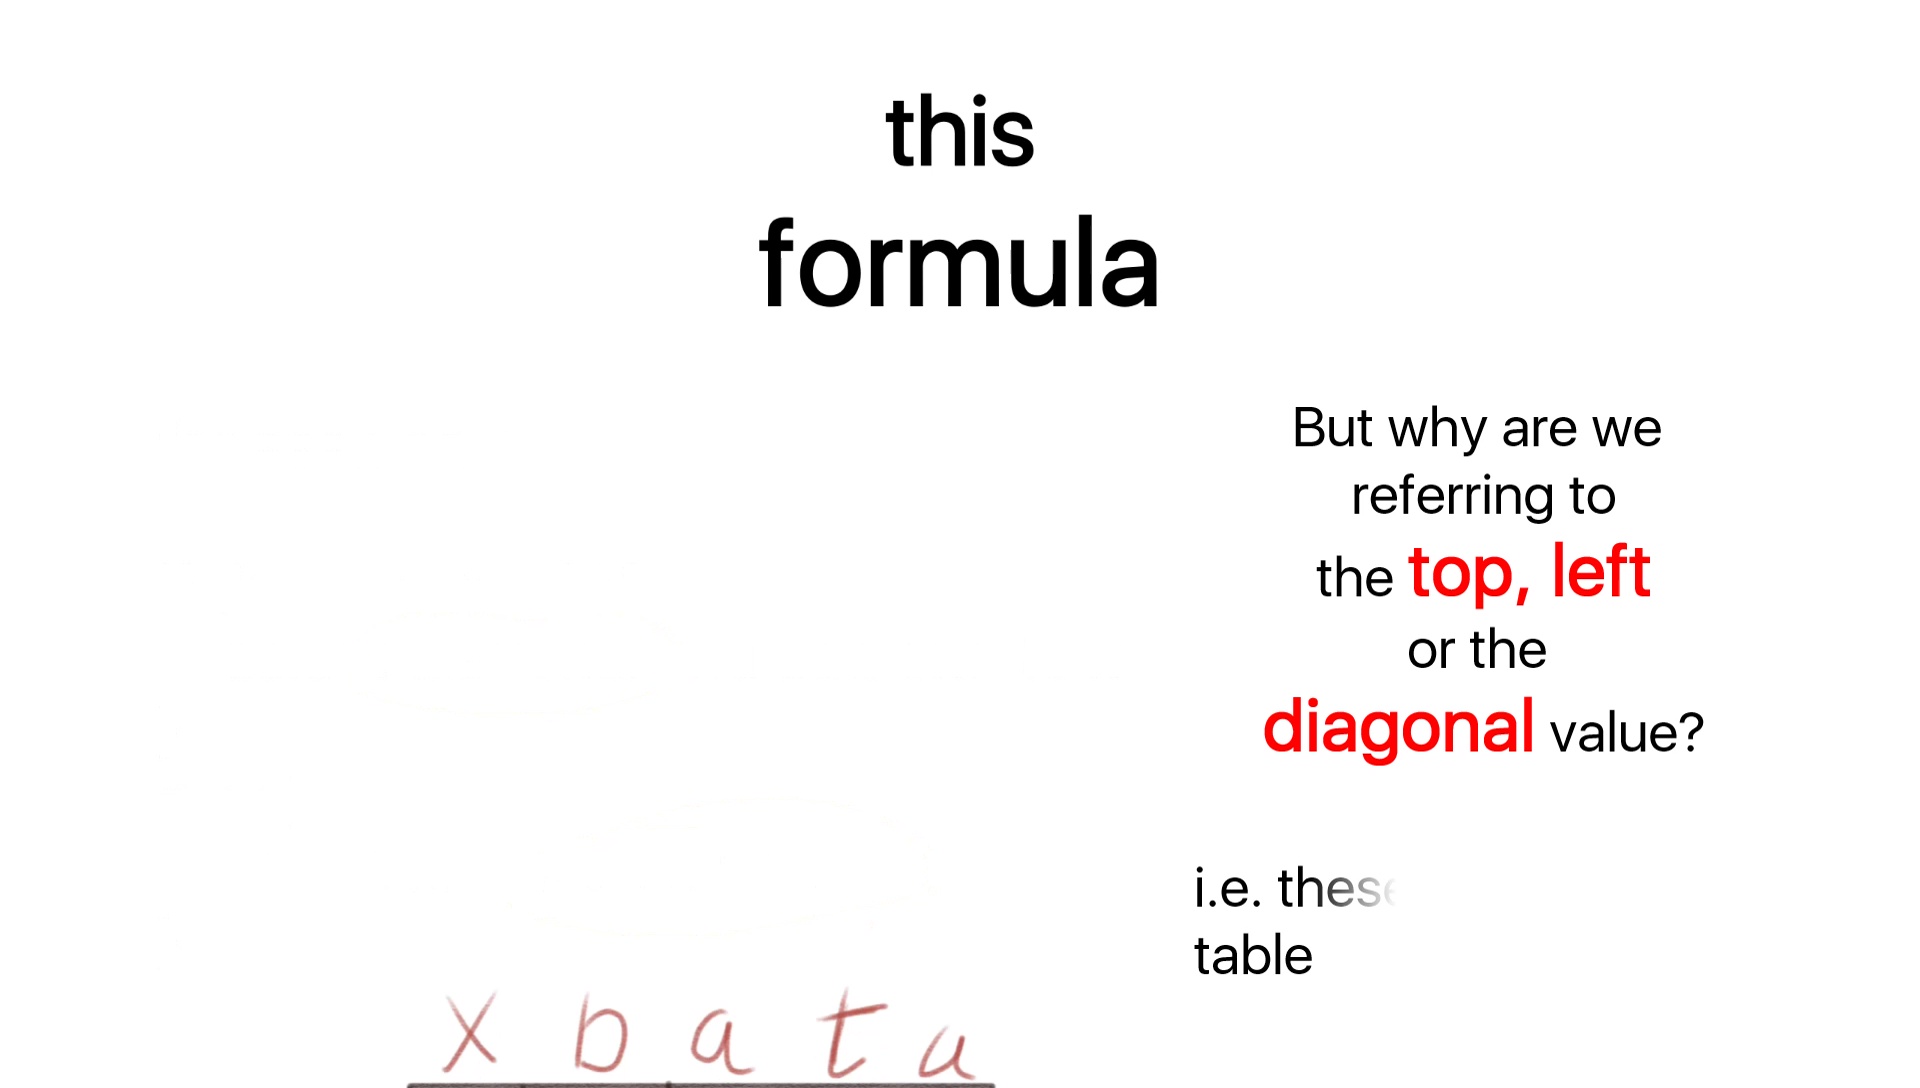 this
formula
But why are we
referring to
the top, left
or the
diagonal value?
i.e. these
table
x b a t a